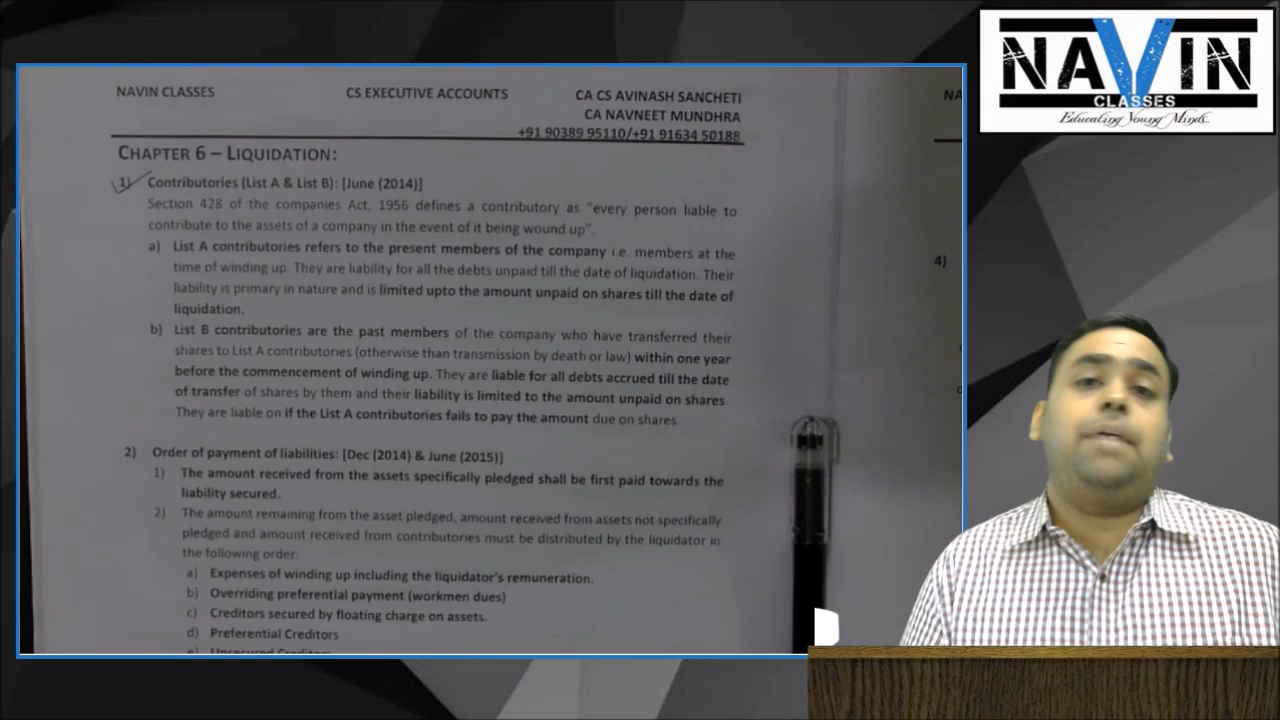 NAVIN CLASSES
CS EXECUTIVE ACCOUNTS
CA CS AVINASH SANCHETI
CA NAVNEET MUNDHRA
+91 90389 95110/+91 91634 50188
CHAPTER 6 – LIQUIDATION:
1) Contributories (List A & List B): [June (2014)]
Section 428 of the companies Act, 1956 defines a contributory as "every person liable to
contribute to the assets of a company in the event of it being wound up".
a) List A contributories refers to the present members of the company i.e. members at the
time of winding up. They are liability for all the debts unpaid till the date of liquidation. Their
liability is primary in nature and is limited upto the amount unpaid on shares till the date of
liquidation.
b) List B contributories are the past members of the company who have transferred their
shares to List A contributories (otherwise than transmission by death or law) within one year
before the commencement of winding up. They are liable for all debts accrued till the date
of transfer of shares by them and their liability is limited to the amount unpaid on shares
They are liable on if the List A contributories fails to pay the amount due on shares.
2) Order of payment of liabilities: [Dec (2014) & June (2015)]
1) The amount received from the assets specifically pledged shall be first paid towards the
liability secured.
2) The amount remaining from the asset pledged, amount received from assets not specifically
pledged and amount received from contributories must be distributed by the liquidator in
the following order:
a) Expenses of winding up including the liquidator's remuneration.
b) Overriding preferential payment (workmen dues)
c) Creditors secured by floating charge on assets.
d) Preferential Creditors
e) Unsecured Creditors
NA
4)
NAVIN
CLASSES
Educating Young Minds..